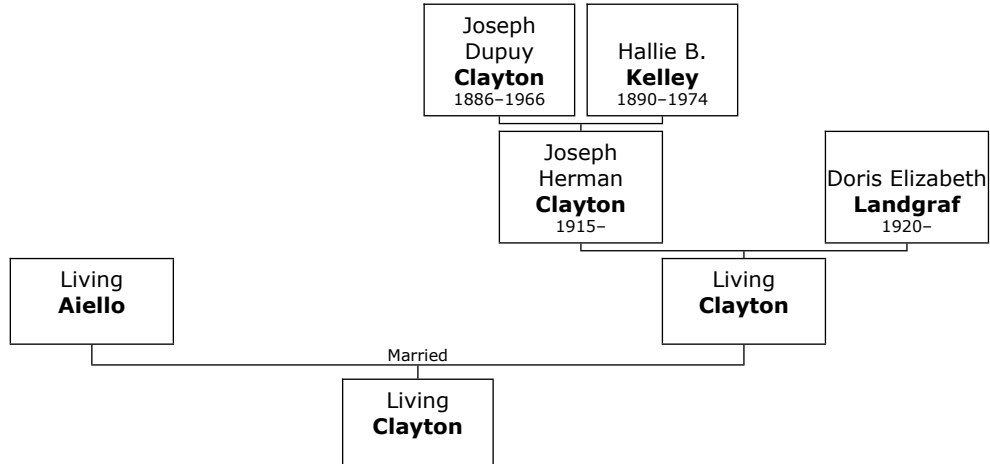 Joseph
Dupuy
Clayton
1886–1966
Hallie B.
Kelley
1890–1974
Joseph
Herman
Clayton
1915–
Doris Elizabeth
Landgraf
1920–
Living
Aiello
Living
Clayton
Married
Living
Clayton